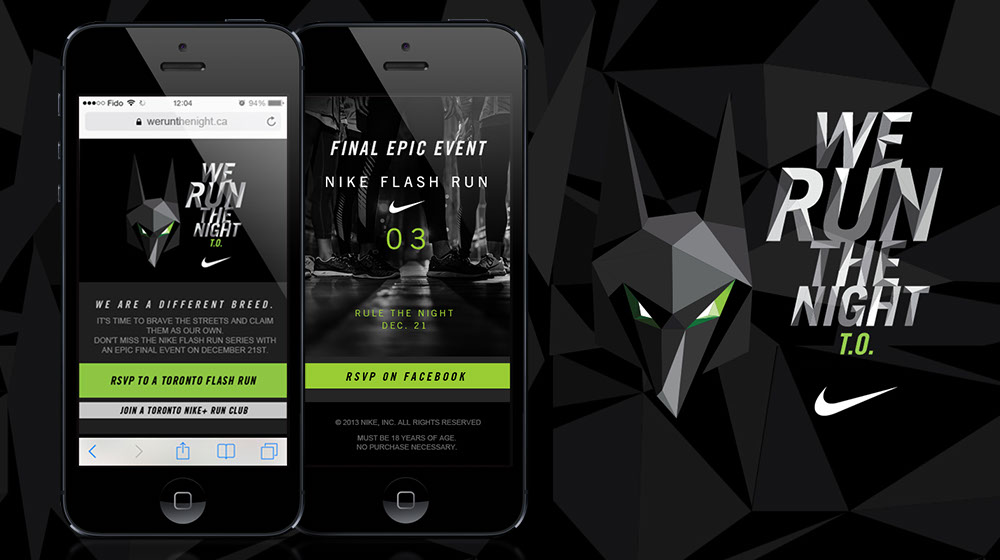 ●●●○○ Fido 12:04 94%
werunthenight.ca
WE
RUN
THE
NIGHT
T.O.
WE ARE A DIFFERENT BREED.
IT'S TIME TO BRAVE THE STREETS AND CLAIM
THEM AS OUR OWN.
DON'T MISS THE NIKE FLASH RUN SERIES WITH
AN EPIC FINAL EVENT ON DECEMBER 21ST.
RSVP TO A TORONTO FLASH RUN
JOIN A TORONTO NIKE+ RUN CLUB
FINAL EPIC EVENT
NIKE FLASH RUN
03
RULE THE NIGHT
DEC. 21
RSVP ON FACEBOOK
© 2013 NIKE, INC. ALL RIGHTS RESERVED
MUST BE 18 YEARS OF AGE.
NO PURCHASE NECESSARY.
WE
RUN
THE
NIGHT
T.O.